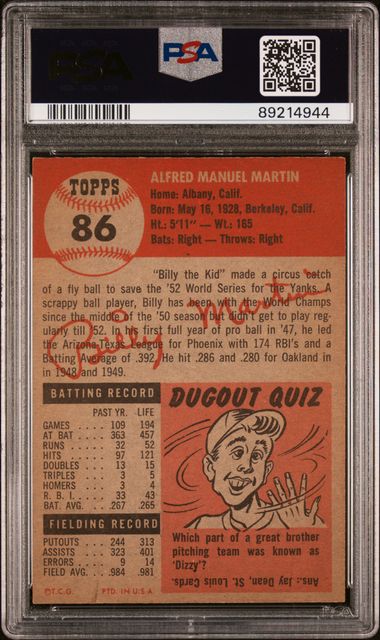 PSA
PSA
89214944
TOPPS
86
ALFRED MANUEL MARTIN
Home: Albany, Calif.
Born: May 16, 1928, Berkeley, Calif.
Ht.: 5'11" — Wt.: 165
Bats: Right — Throws: Right
"Billy the Kid" made a circus catch
of a fly ball to save the '52 World Series for the Yanks. A
scrappy ball player, Billy has been with the World Champs
since the middle of the '50 season but didn't get to play regu-
larly till '52. In his first full year of pro ball in '47, he led
the Arizona-Texas League for Phoenix with 174 RBI's and a
Batting Average of .392. He hit .286 and .280 for Oakland in
in 1948 and 1949.
Billy Martin
BATTING RECORD
PAST YR. LIFE
GAMES 109 194
AT BAT 363 457
RUNS 32 52
HITS 97 121
DOUBLES 13 15
TRIPLES 3 5
HOMERS 3 4
R. B. I. 33 43
BAT. AVG. .267 .265
FIELDING RECORD
PUTOUTS 244 313
ASSISTS 323 401
ERRORS 9 14
FIELD AVG. .984 .981
©T.C.G. PTD. IN U.S.A.
DUGOUT QUIZ
Which part of a great brother
pitching team was known as
'Dizzy'?
Ans.: Jay Dean, St. Louis Cards.